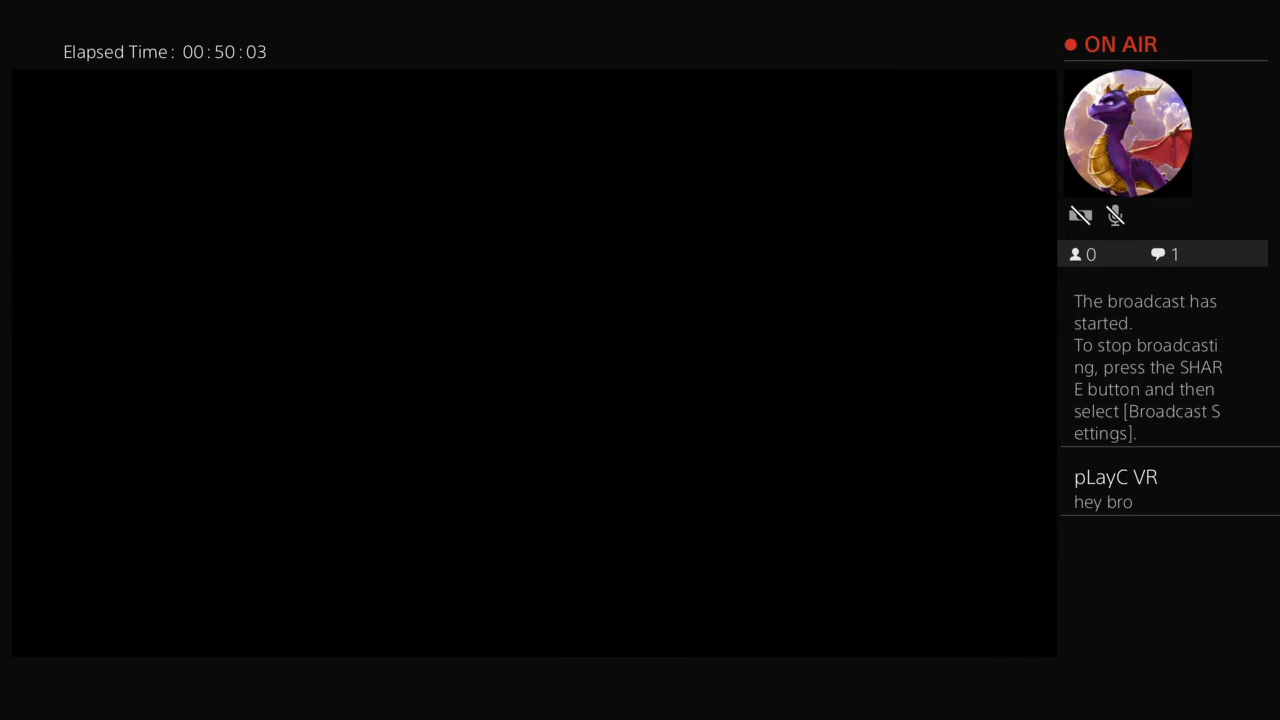 Elapsed Time: 00:50:03
ON AIR
0 1
The broadcast has
started.
To stop broadcasti
ng, press the SHAR
E button and then
select [Broadcast S
ettings].
pLayC VR
hey bro